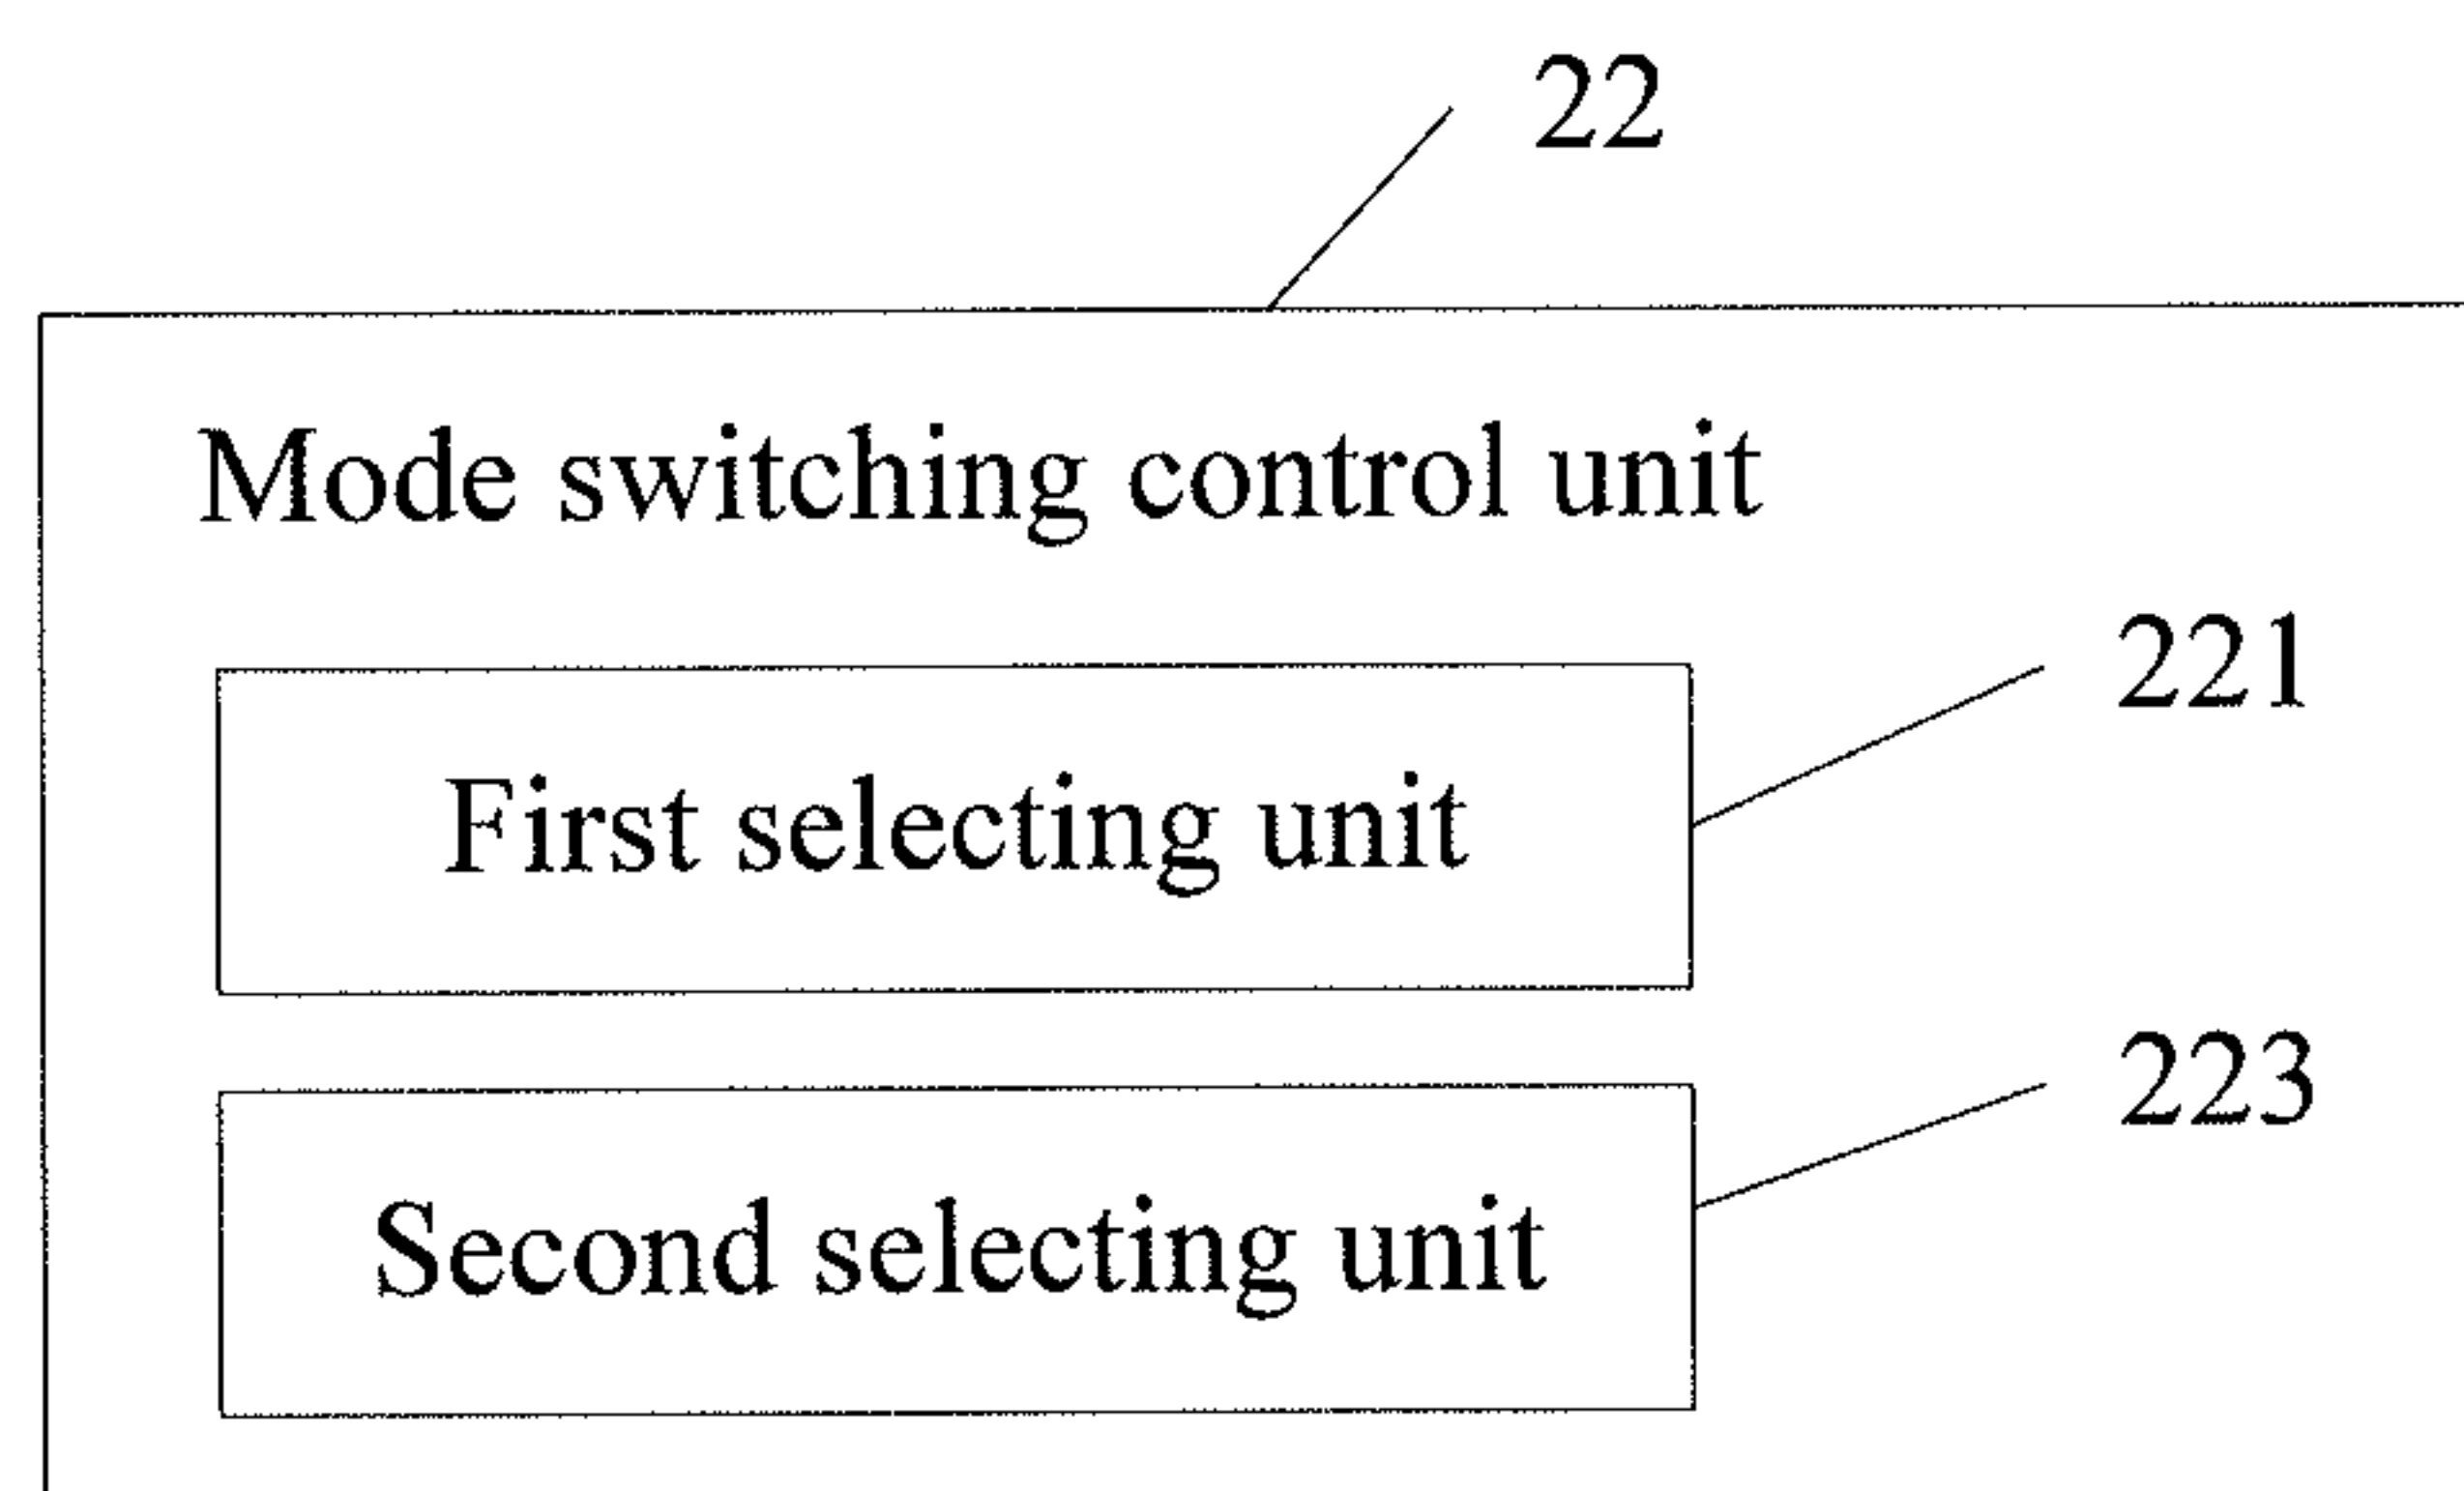 22
Mode switching control unit
221
First selecting unit
223
Second selecting unit